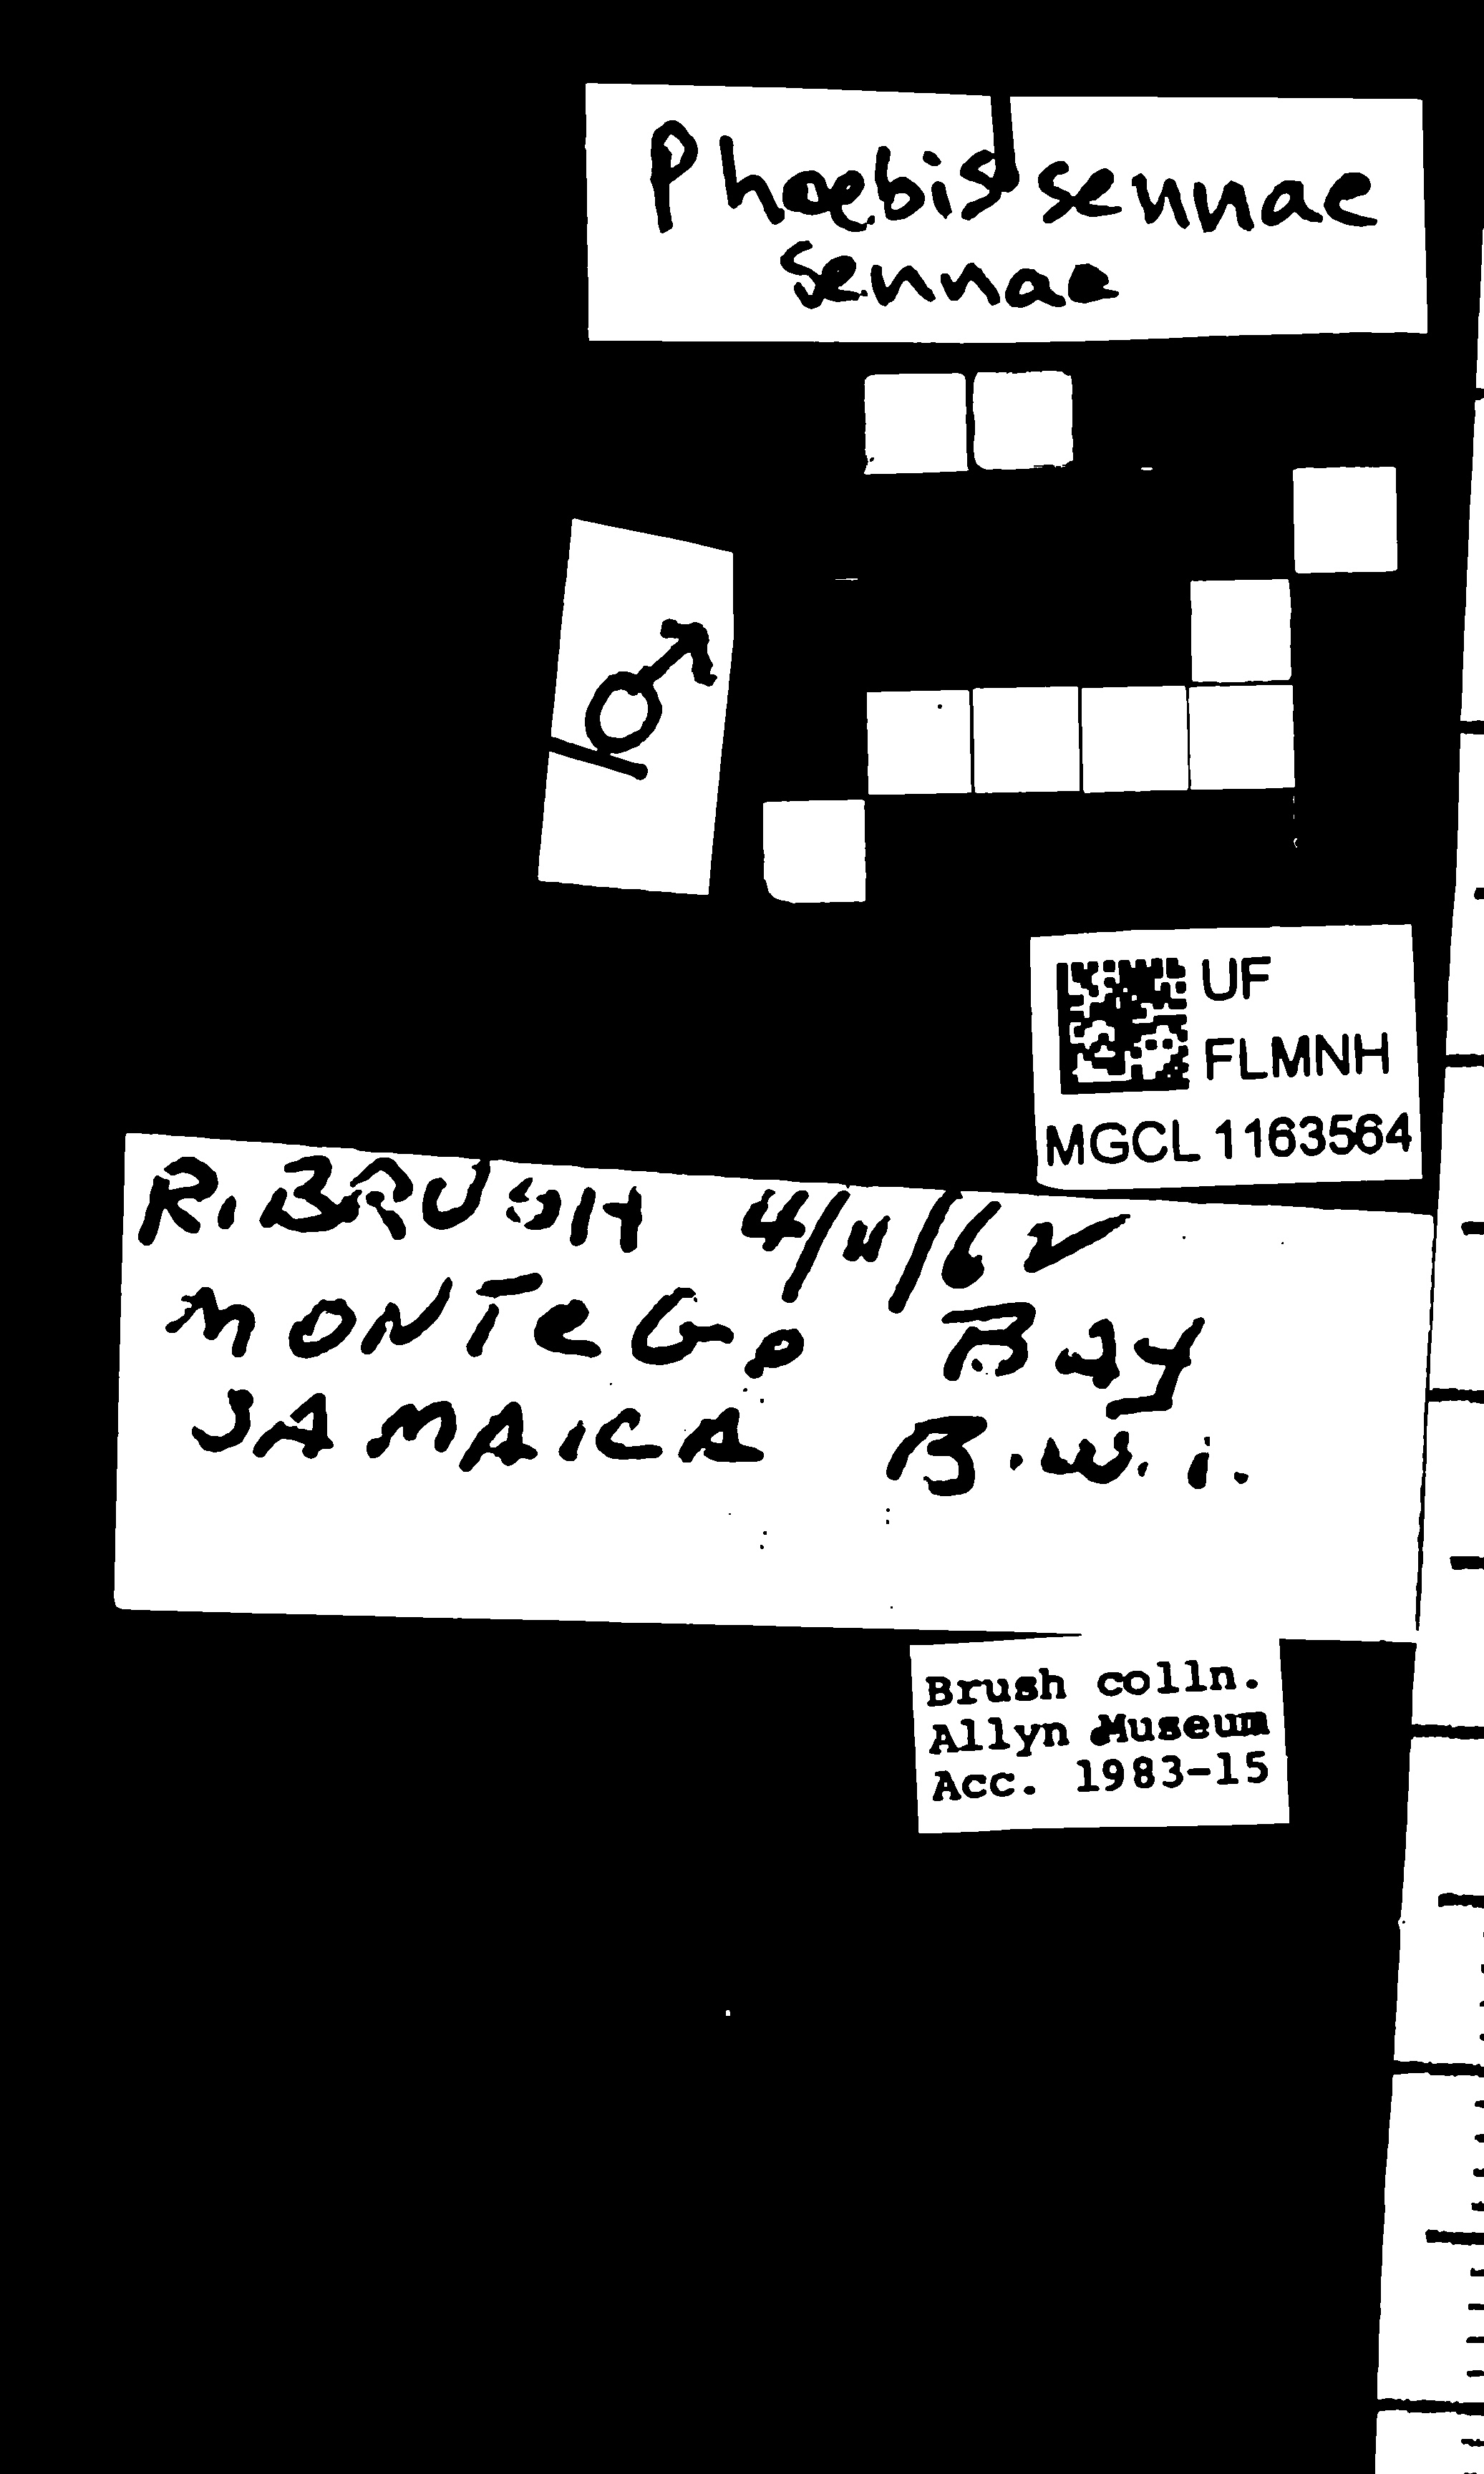 Phoebis sennae
sennae
♂
UF
FLMNH
MGCL 1163564
R. BRUSH 4/11/62
MONTEGO BAY
JAMAICA B.W.I.
Brush colln.
Allyn Museum
Acc. 1983-15